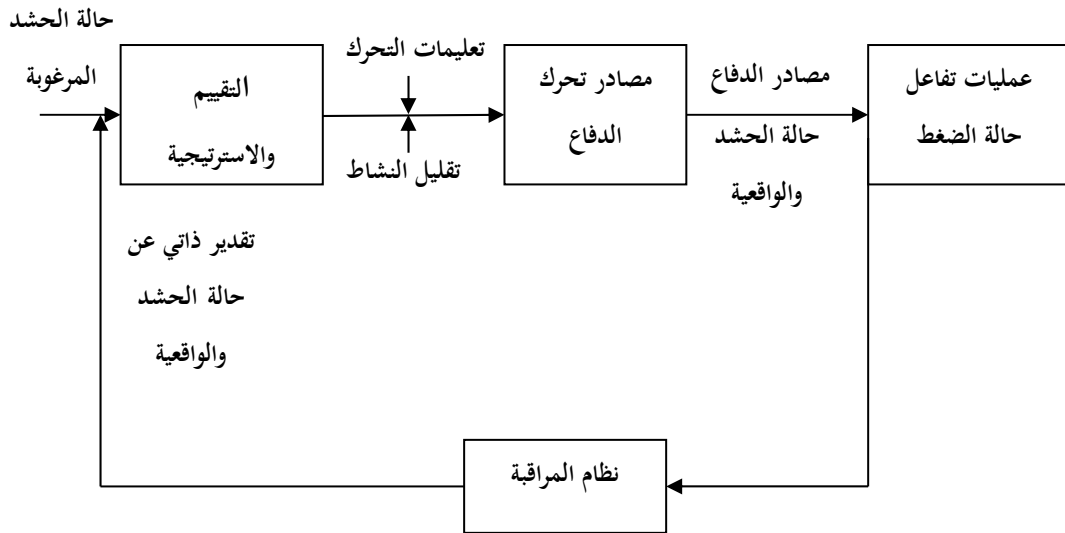 حالة الحشد
المرغوبة
التقييم
والاسترتيجية
تعليمات التحرك
تقليل النشاط
مصادر تحرك
الدفاع
مصادر الدفاع
حالة الحشد
والواقعية
عمليات تفاعل
حالة الضغط
تقدير ذاتي عن
حالة الحشد
والواقعية
نظام المراقبة